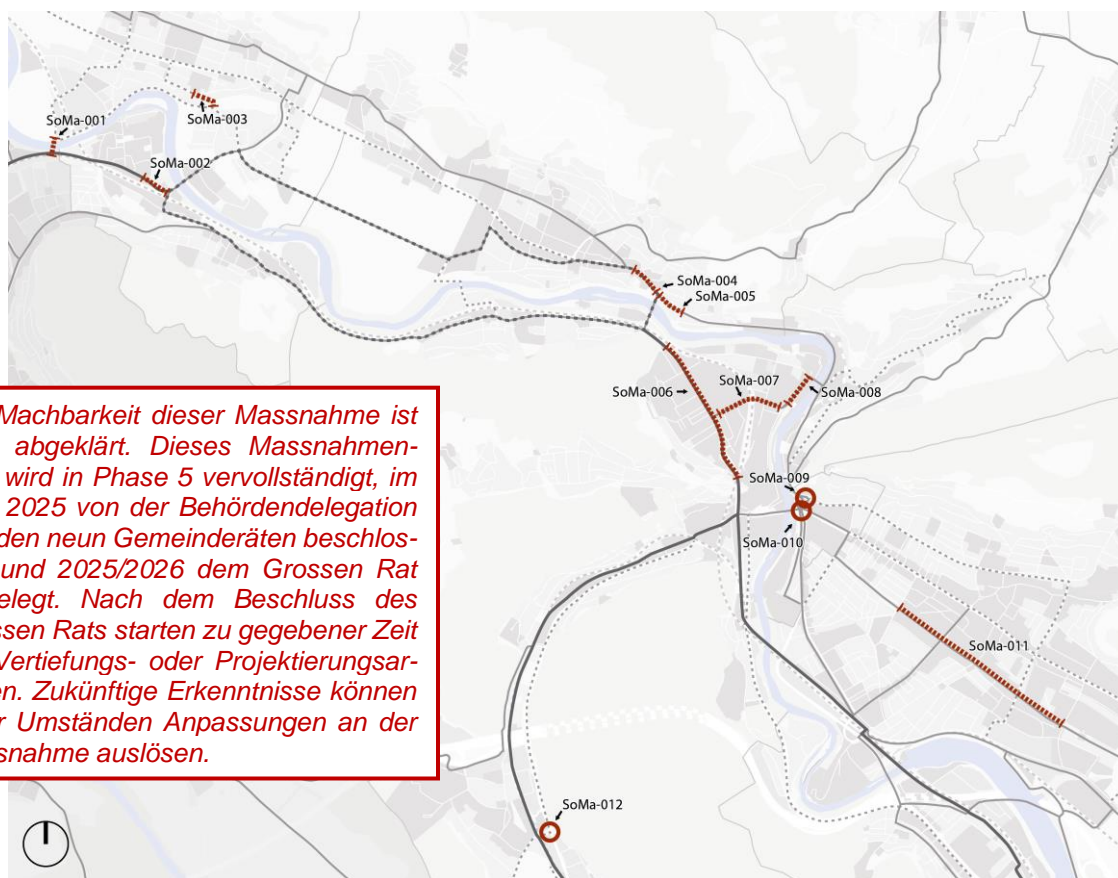 SoMa-001
SoMa-003
SoMa-002
SoMa-004
SoMa-005
SoMa-006
SoMa-007
SoMa-008
Machbarkeit dieser Massnahme ist
abgeklärt. Dieses Massnahmen-
wird in Phase 5 vervollständigt, im
2025 von der Behördendelegation
den neun Gemeinderäten beschlos-
und 2025/2026 dem Grossen Rat
elegt. Nach dem Beschluss des
ssen Rats starten zu gegebener Zeit
Vertiefungs- oder Projektierungsar-
en. Zukünftige Erkenntnisse können
r Umständen Anpassungen an der
snahme auslösen.
SoMa-009
SoMa-010
SoMa-011
SoMa-012